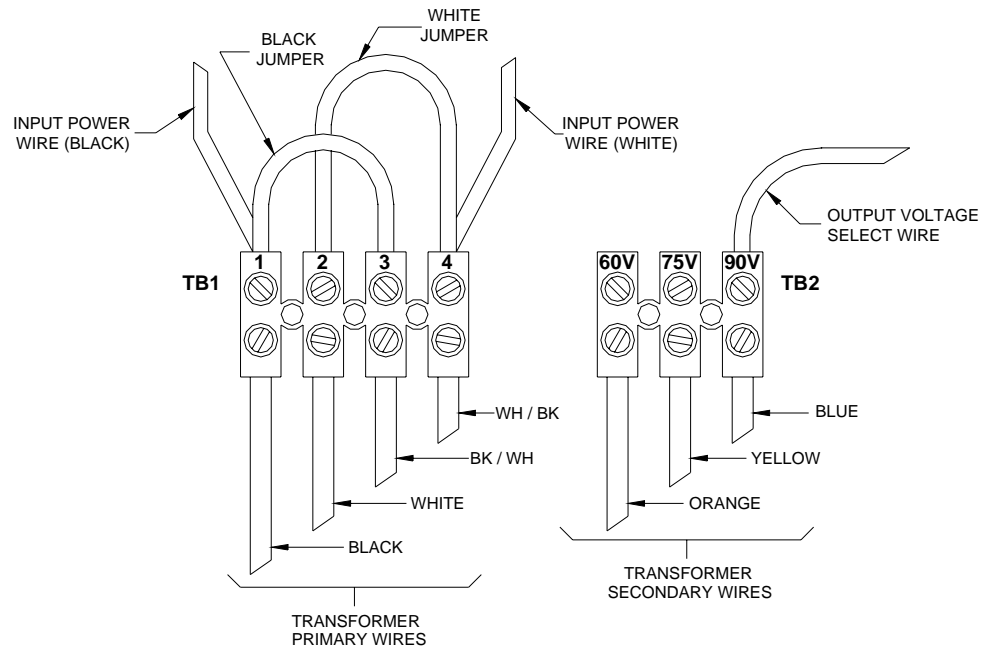 WHITE
JUMPER
BLACK
JUMPER
INPUT POWER
WIRE (BLACK)
INPUT POWER
WIRE (WHITE)
OUTPUT VOLTAGE
SELECT WIRE
TB1
1 2 3 4
60V 75V 90V
TB2
WH / BK
BK / WH
WHITE
BLACK
BLUE
YELLOW
ORANGE
TRANSFORMER
PRIMARY WIRES
TRANSFORMER
SECONDARY WIRES